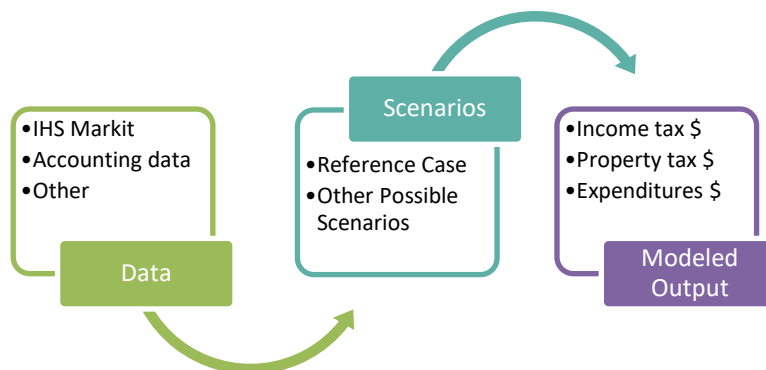 •IHS Markit
•Accounting data
•Other
Data
Scenarios
•Reference Case
•Other Possible
Scenarios
•Income tax $
•Property tax $
•Expenditures $
Modeled
Output